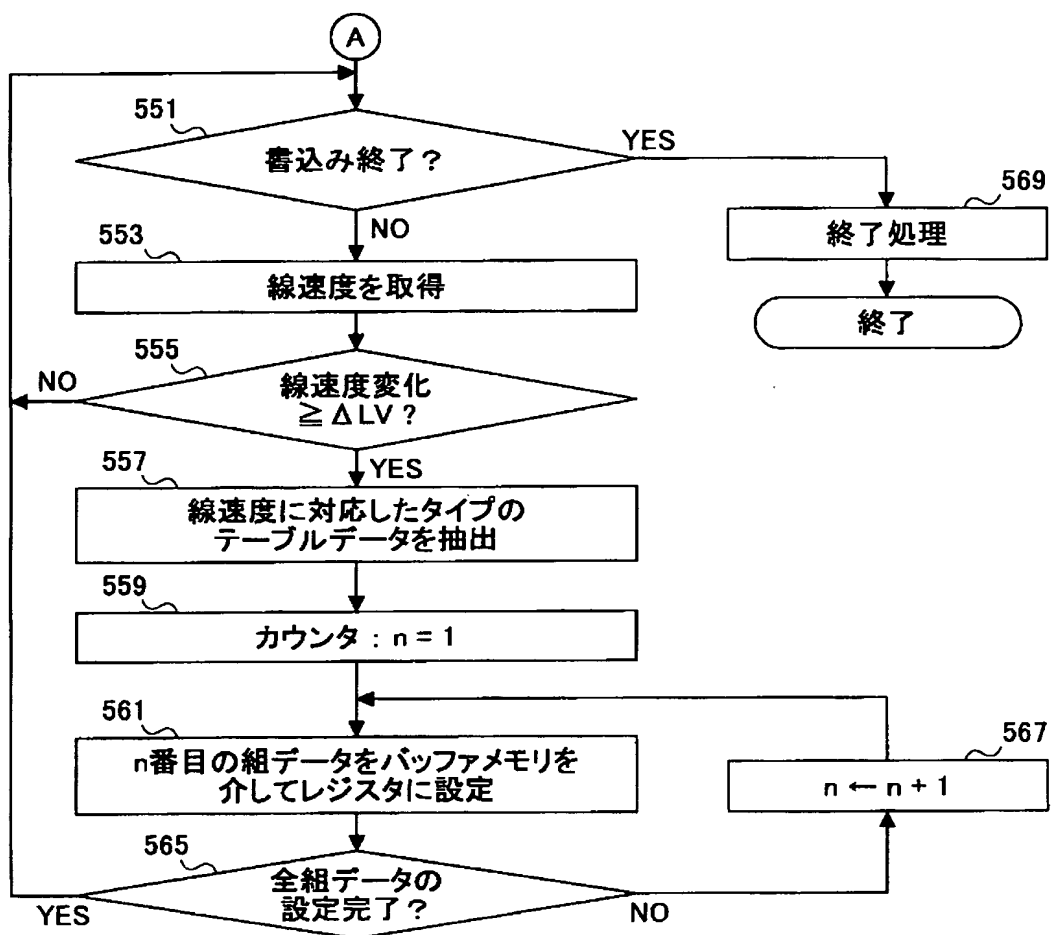 A
551
書込み終了？
YES
NO
569
終了処理
終了
553
線速度を取得
555
線速度変化
≧ΔLV？
NO
YES
557
線速度に対応したタイプの
テーブルデータを抽出
559
カウンタ：n = 1
561
n番目の組データをバッファメモリを
介してレジスタに設定
567
n ← n + 1
565
全組データの
設定完了？
YES
NO